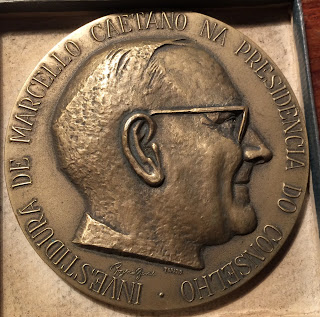 INVESTIDURA DE MARCELLO CAETANO NA PRESIDENCIA DO CONSELHO